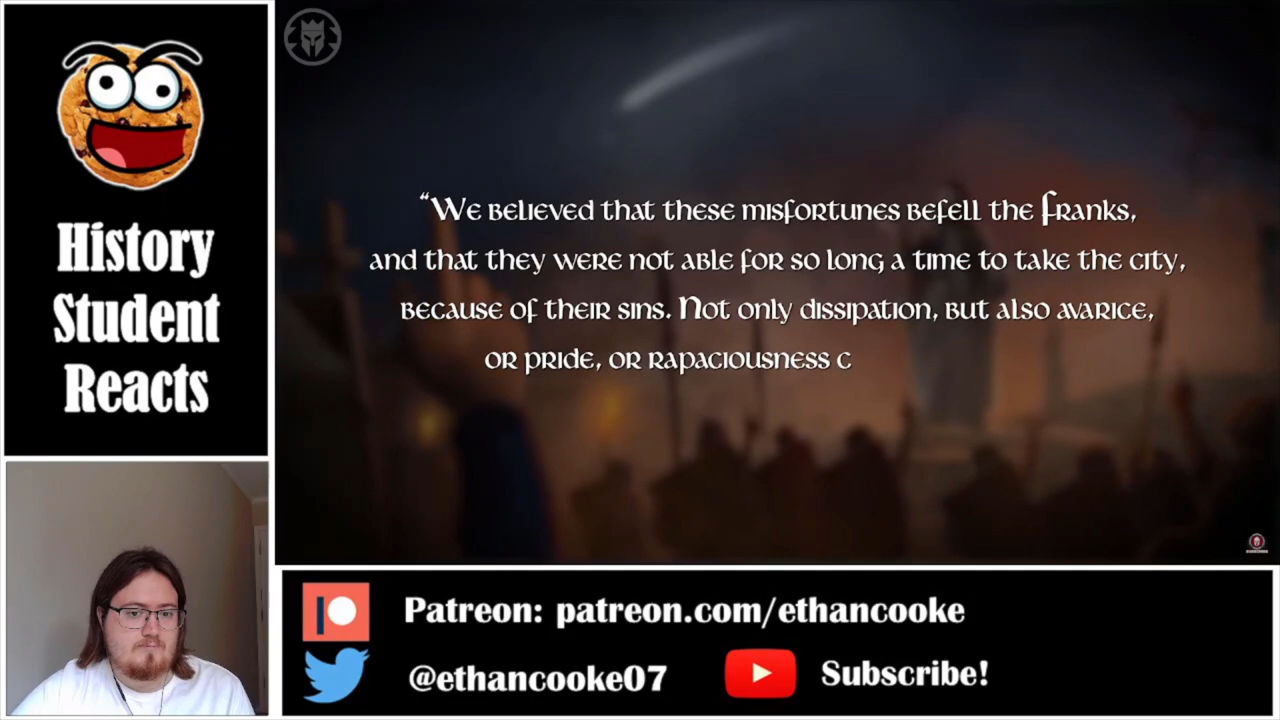 History
Student
Reacts
“We believed that these misfortunes befell the Franks,
and that they were not able for so long a time to take the city,
because of their sins. Not only dissipation, but also avarice,
or pride, or rapaciousness c
Patreon: patreon.com/ethancooke
@ethancooke07
Subscribe!